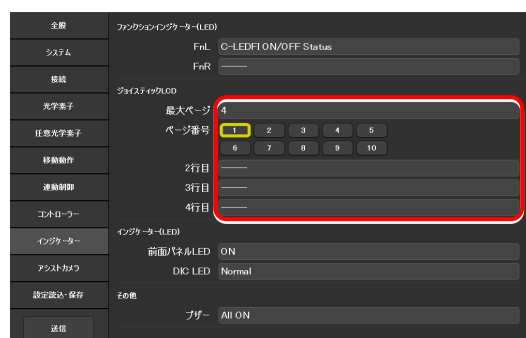 全般
システム
接続
光学素子
任意光学素子
移動動作
連動制御
コントローラー
インジケーター
アシストカメラ
設定読込・保存
送信
ファンクションインジケーター(LED)
FnL C-LEDFI ON/OFF Status
FnR ――
ジョイスティックLCD
最大ページ 4
ページ番号 1 2 3 4 5
6 7 8 9 10
2行目 ――
3行目 ――
4行目 ――
インジケーター(LED)
前面パネルLED ON
DIC LED Normal
その他
ブザー All ON